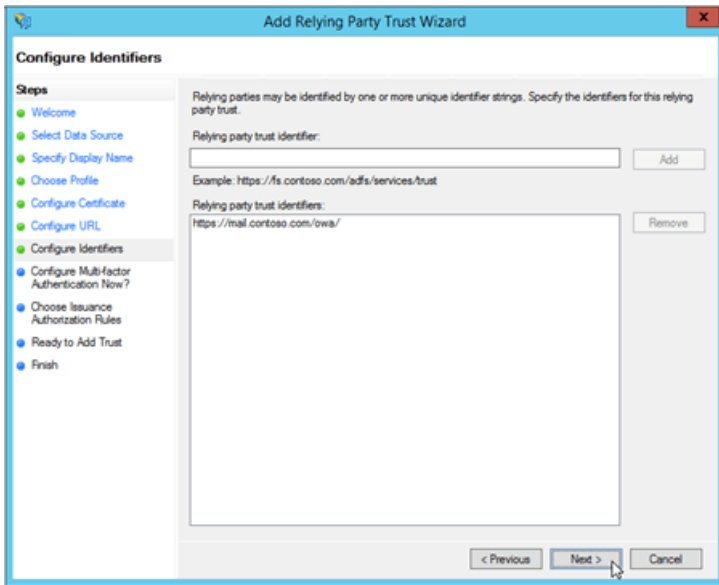 Add Relying Party Trust Wizard
x
Configure Identifiers
Steps
Welcome
Select Data Source
Specify Display Name
Choose Profile
Configure Certificate
Configure URL
Configure Identifiers
Configure Multi-factor
Authentication Now?
Choose Issuance
Authorization Rules
Ready to Add Trust
Finish
Relying parties may be identified by one or more unique identifier strings. Specify the identifiers for this relying
party trust.
Relying party trust identifier:
Add
Example: https://fs.contoso.com/adfs/services/trust
Relying party trust identifiers:
https://mail.contoso.com/owa/
Remove
< Previous
Next >
Cancel